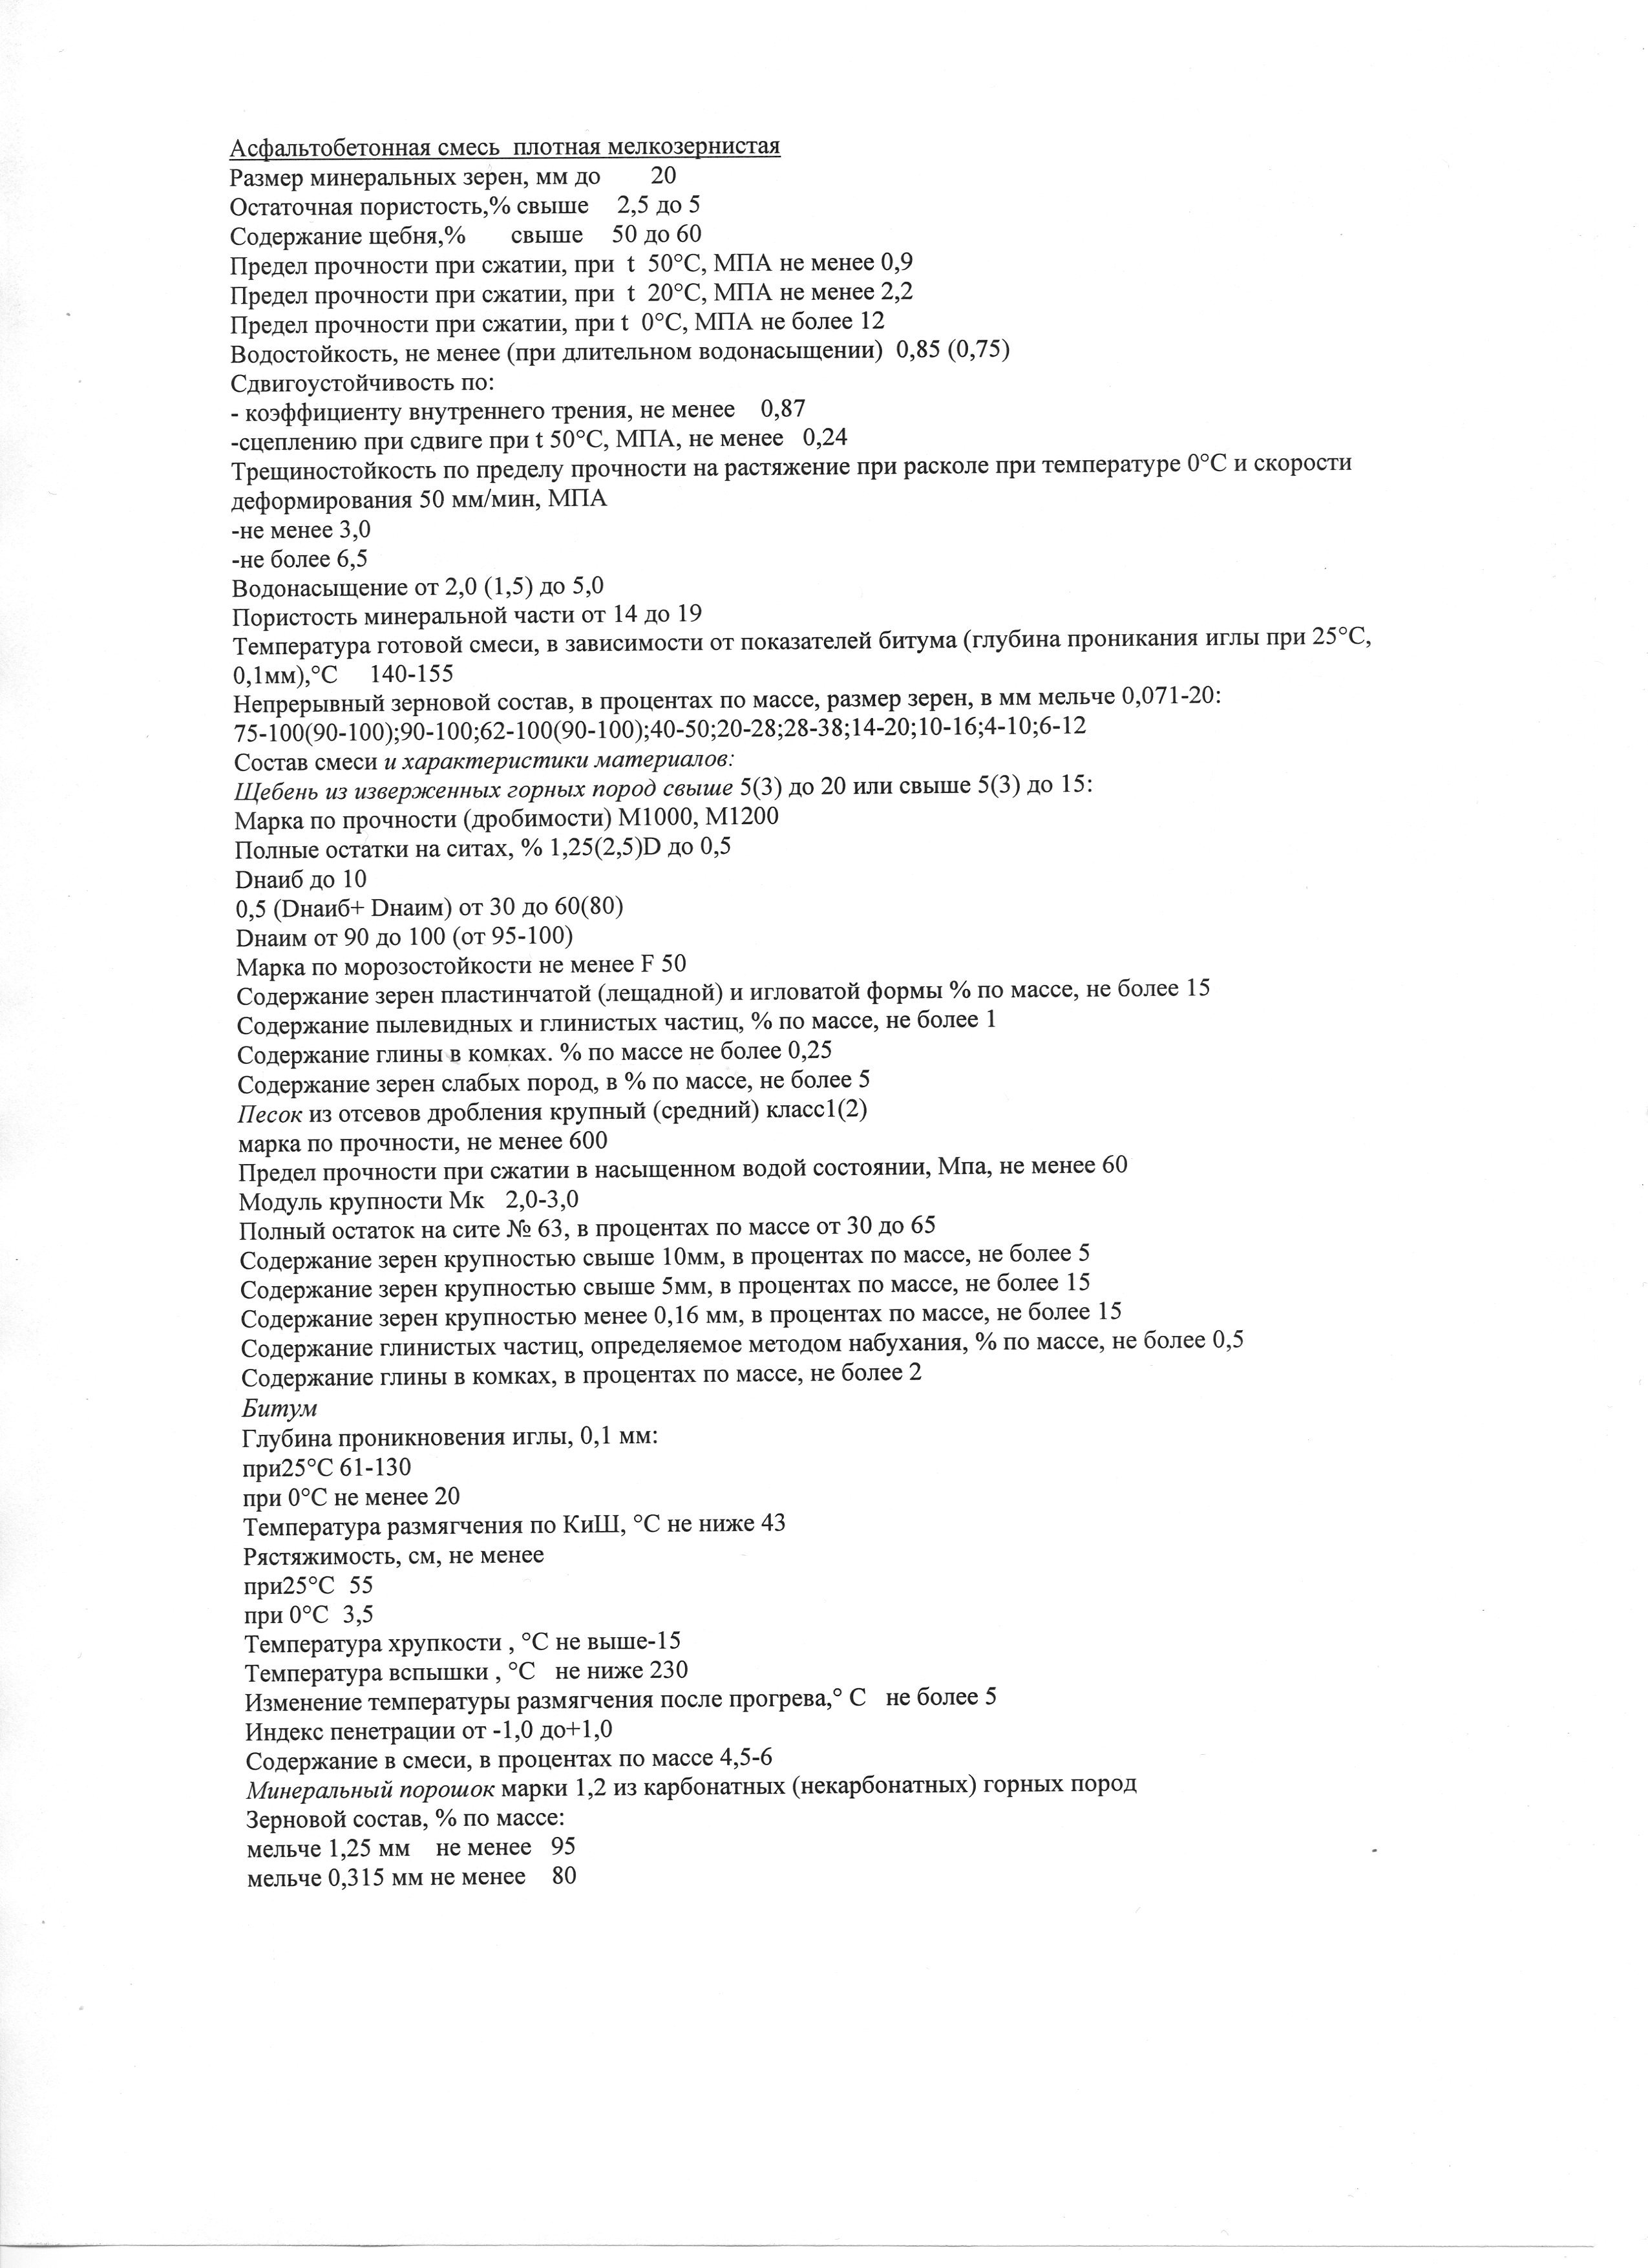 Асфальтобетонная смесь плотная мелкозернистая
Размер минеральных зерен, мм до 20
Остаточная пористость,% свыше 2,5 до 5
Содержание щебня,% свыше 50 до 60
Предел прочности при сжатии, при t 50°С, МПА не менее 0,9
Предел прочности при сжатии, при t 20°С, МПА не менее 2,2
Предел прочности при сжатии, при t 0°С, МПА не более 12
Водостойкость, не менее (при длительном водонасыщении) 0,85 (0,75)
Сдвигоустойчивость по:
- коэффициенту внутреннего трения, не менее 0,87
-сцеплению при сдвиге при t 50°С, МПА, не менее 0,24
Трещиностойкость по пределу прочности на растяжение при расколе при температуре 0°С и скорости
деформирования 50 мм/мин, МПА
-не менее 3,0
-не более 6,5
Водонасыщение от 2,0 (1,5) до 5,0
Пористость минеральной части от 14 до 19
Температура готовой смеси, в зависимости от показателей битума (глубина проникания иглы при 25°С,
0,1мм),°С 140-155
Непрерывный зерновой состав, в процентах по массе, размер зерен, в мм мельче 0,071-20:
75-100(90-100);90-100;62-100(90-100);40-50;20-28;28-38;14-20;10-16;4-10;6-12
Состав смеси и характеристики материалов:
Щебень из изверженных горных пород свыше 5(3) до 20 или свыше 5(3) до 15:
Марка по прочности (дробимости) М1000, М1200
Полные остатки на ситах, % 1,25(2,5)D до 0,5
Dнаиб до 10
0,5 (Dнаиб+ Dнаим) от 30 до 60(80)
Dнаим от 90 до 100 (от 95-100)
Марка по морозостойкости не менее F 50
Содержание зерен пластинчатой (лещадной) и игловатой формы % по массе, не более 15
Содержание пылевидных и глинистых частиц, % по массе, не более 1
Содержание глины в комках. % по массе не более 0,25
Содержание зерен слабых пород, в % по массе, не более 5
Песок из отсевов дробления крупный (средний) класс1(2)
марка по прочности, не менее 600
Предел прочности при сжатии в насыщенном водой состоянии, Мпа, не менее 60
Модуль крупности Мк 2,0-3,0
Полный остаток на сите № 63, в процентах по массе от 30 до 65
Содержание зерен крупностью свыше 10мм, в процентах по массе, не более 5
Содержание зерен крупностью свыше 5мм, в процентах по массе, не более 15
Содержание зерен крупностью менее 0,16 мм, в процентах по массе, не более 15
Содержание глинистых частиц, определяемое методом набухания, % по массе, не более 0,5
Содержание глины в комках, в процентах по массе, не более 2
Битум
Глубина проникновения иглы, 0,1 мм:
при25°С 61-130
при 0°С не менее 20
Температура размягчения по КиШ, °С не ниже 43
Рястяжимость, см, не менее
при25°С 55
при 0°С 3,5
Температура хрупкости , °С не выше-15
Температура вспышки , °С не ниже 230
Изменение температуры размягчения после прогрева,° С не более 5
Индекс пенетрации от -1,0 до+1,0
Содержание в смеси, в процентах по массе 4,5-6
Минеральный порошок марки 1,2 из карбонатных (некарбонатных) горных пород
Зерновой состав, % по массе:
мельче 1,25 мм не менее 95
мельче 0,315 мм не менее 80